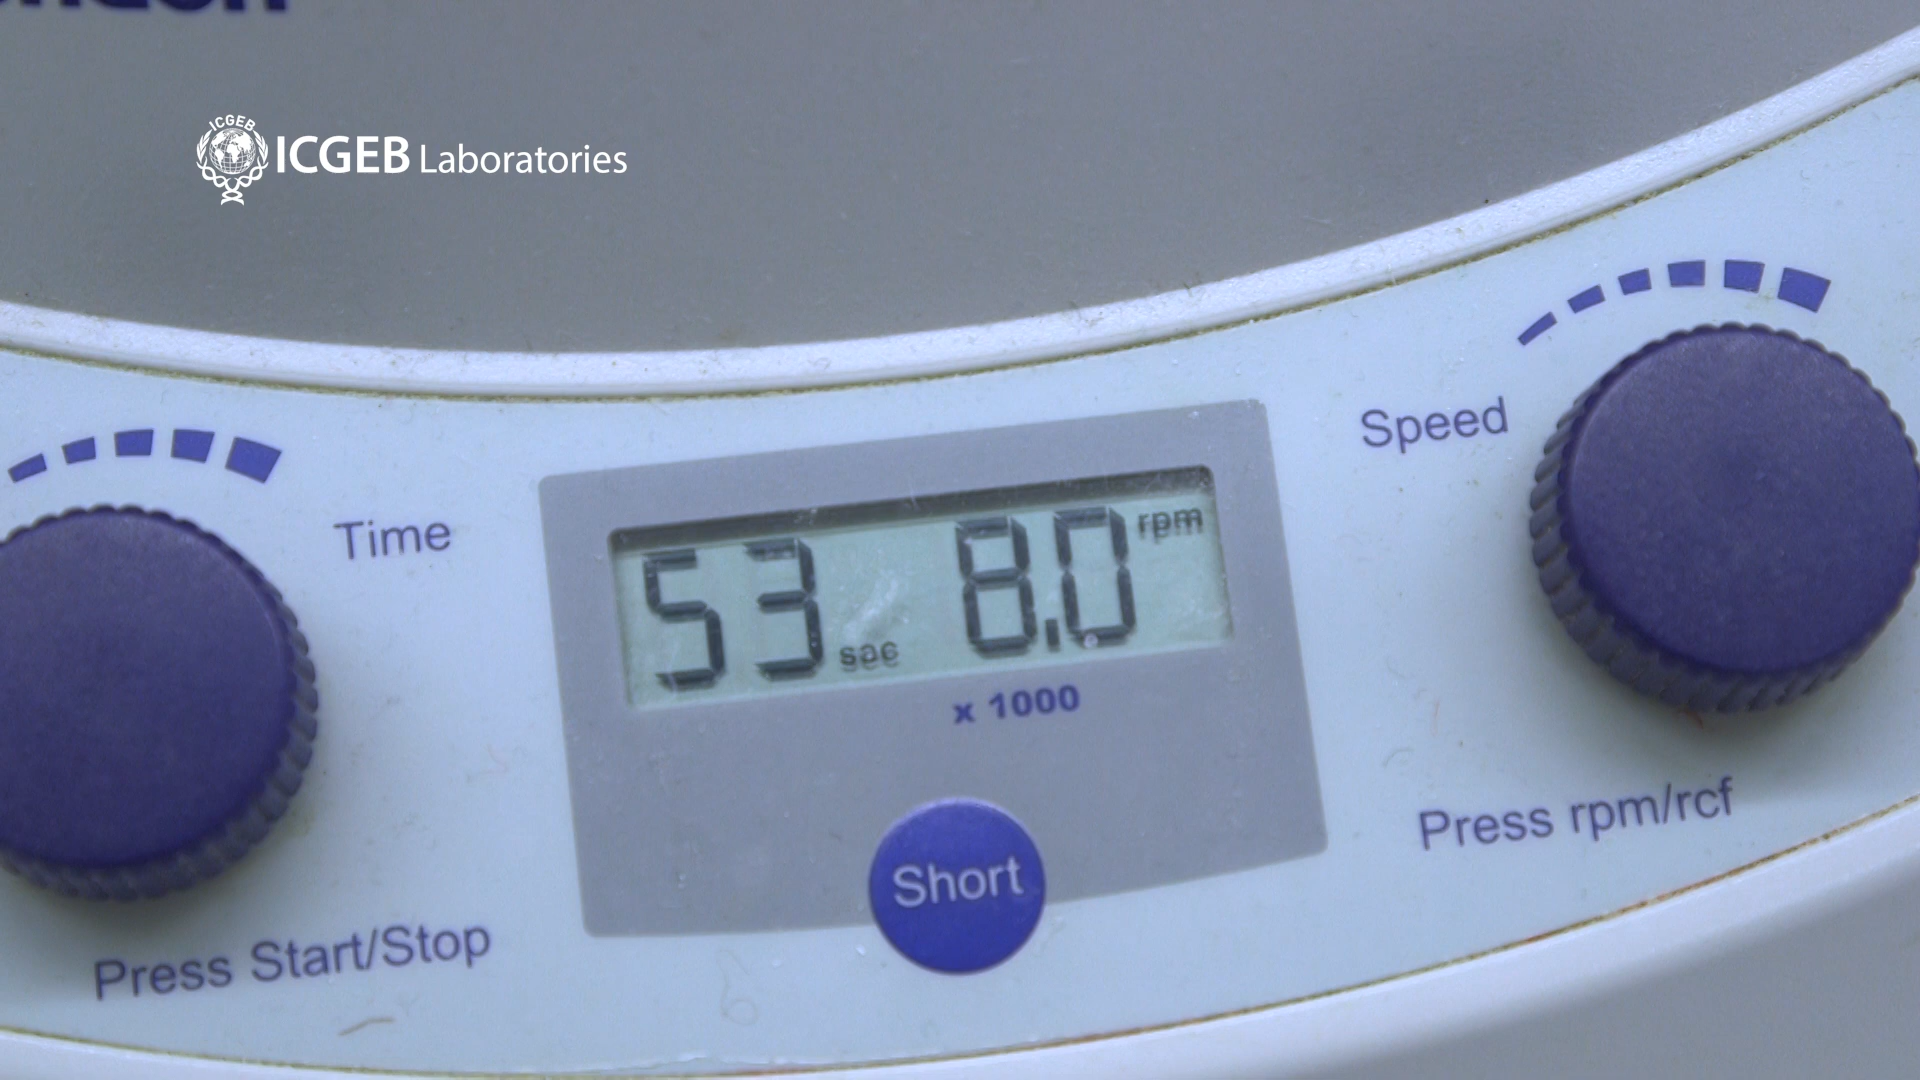 ICGEB
ICGEB Laboratories
Speed
Time
53 sec 8.0 rpm
x 1000
Short
Press rpm/rcf
Press Start/Stop